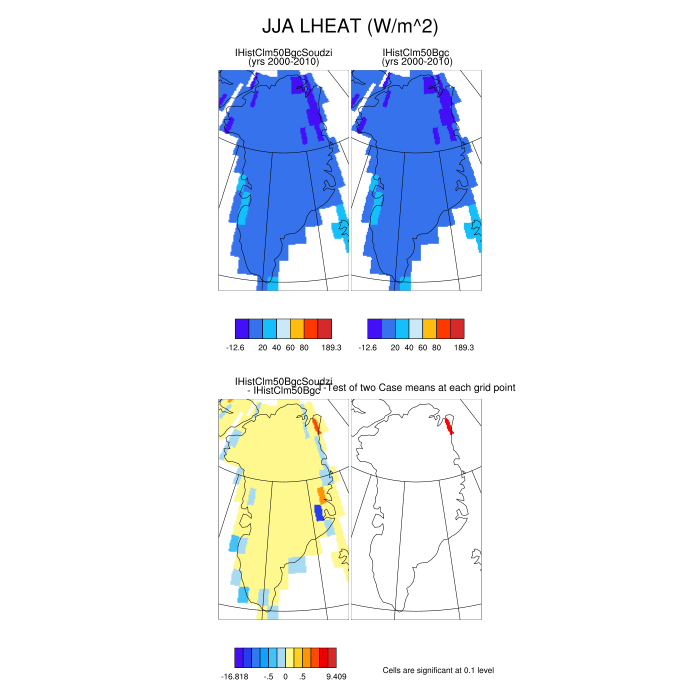 JJA LHEAT (W/m^2)
IHistClm50BgcSoudzi
(yrs 2000-2010)
IHistClm50Bgc
(yrs 2000-2010)
-12.6 20 40 60 80 189.3
-12.6 20 40 60 80 189.3
IHistClm50BgcSoudzi
- IHistClm50Bgc
T-Test of two Case means at each grid point
-16.818 -.5 0 .5 9.409
Cells are significant at 0.1 level